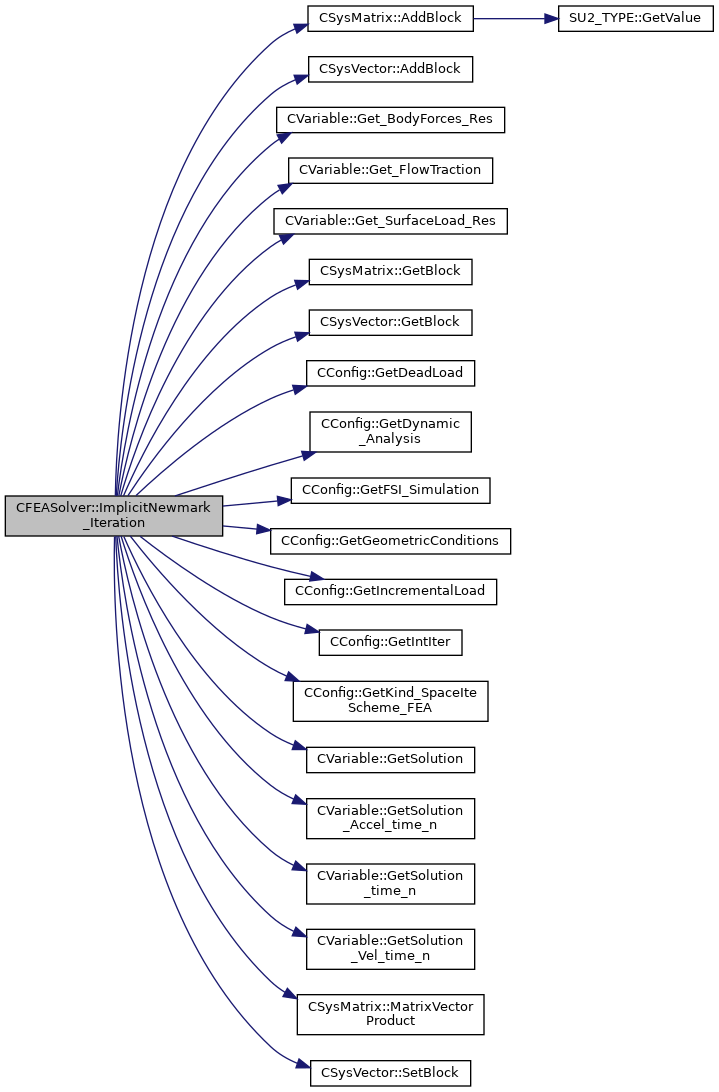 CSysMatrix::AddBlock
SU2_TYPE::GetValue
CSysVector::AddBlock
CVariable::Get_BodyForces_Res
CVariable::Get_FlowTraction
CVariable::Get_SurfaceLoad_Res
CSysMatrix::GetBlock
CSysVector::GetBlock
CConfig::GetDeadLoad
CConfig::GetDynamic
_Analysis
CConfig::GetFSI_Simulation
CFEASolver::ImplicitNewmark
_Iteration
CConfig::GetGeometricConditions
CConfig::GetIncrementalLoad
CConfig::GetIntIter
CConfig::GetKind_SpaceIte
Scheme_FEA
CVariable::GetSolution
CVariable::GetSolution
_Accel_time_n
CVariable::GetSolution
_time_n
CVariable::GetSolution
_Vel_time_n
CSysMatrix::MatrixVector
Product
CSysVector::SetBlock